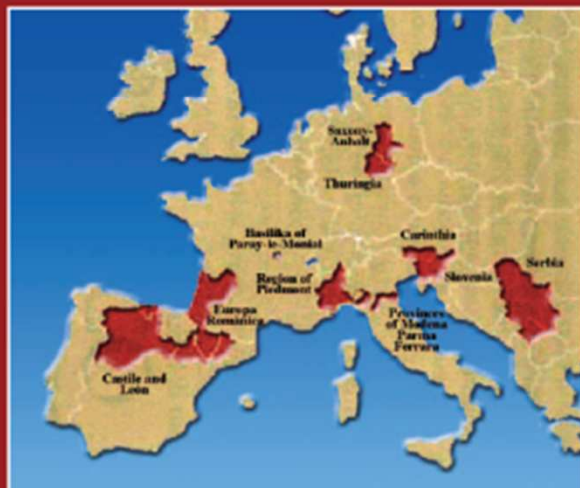 Saxony-
Anhalt
Thuringia
Basilika of
Paray-le-Monial
Carinthia
Region of
Piedmont
Slovenia
Serbia
Europa
Romanica
Provinces
of Modena
Parma
Ferrara
Castile and
León